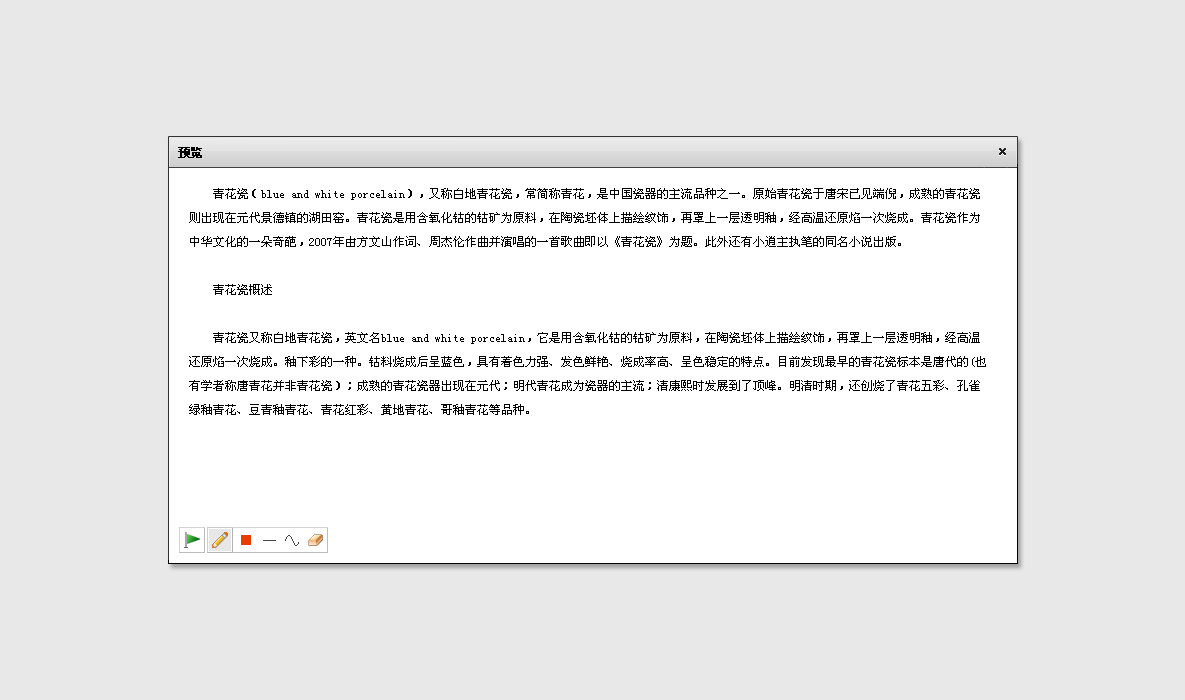 预览
青花瓷(blue and white porcelain),又称白地青花瓷,常简称青花,是中国瓷器的主流品种之一。原始青花瓷于唐宋已见端倪,成熟的青花瓷
则出现在元代景德镇的湖田窑。青花瓷是用含氧化钴的钴矿为原料,在陶瓷坯体上描绘纹饰,再罩上一层透明釉,经高温还原焰一次烧成。青花瓷作为
中华文化的一朵奇葩,2007年由方文山作词、周杰伦作曲并演唱的一首歌曲即以《青花瓷》为题。此外还有小逍主执笔的同名小说出版。
青花瓷概述
青花瓷又称白地青花瓷,英文名blue and white porcelain,它是用含氧化钴的钴矿为原料,在陶瓷坯体上描绘纹饰,再罩上一层透明釉,经高温
还原焰一次烧成。釉下彩的一种。钴料烧成后呈蓝色,具有着色力强、发色鲜艳、烧成率高、呈色稳定的特点。目前发现最早的青花瓷标本是唐代的(也
有学者称唐青花并非青花瓷);成熟的青花瓷器出现在元代;明代青花成为瓷器的主流;清康熙时发展到了顶峰。明清时期,还创烧了青花五彩、孔雀
绿釉青花、豆青釉青花、青花红彩、黄地青花、哥釉青花等品种。